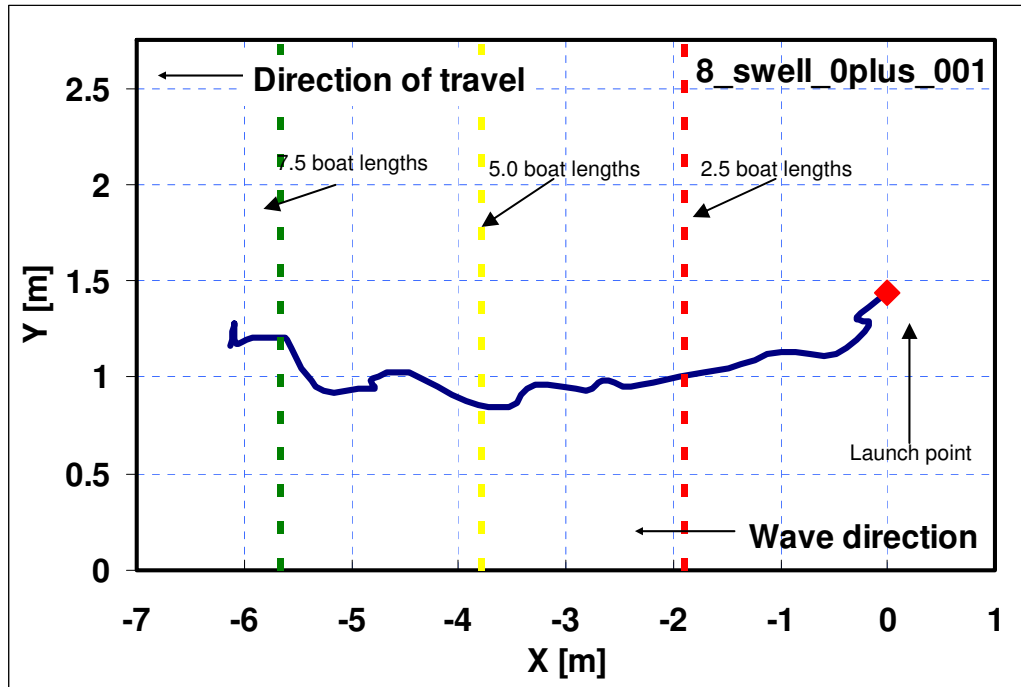 8_swell_0plus_001
Direction of travel
7.5 boat lengths
5.0 boat lengths
2.5 boat lengths
Launch point
Wave direction
Y [m]
2.5
2
1.5
1
0.5
0
-7 -6 -5 -4 -3 -2 -1 0 1
X [m]